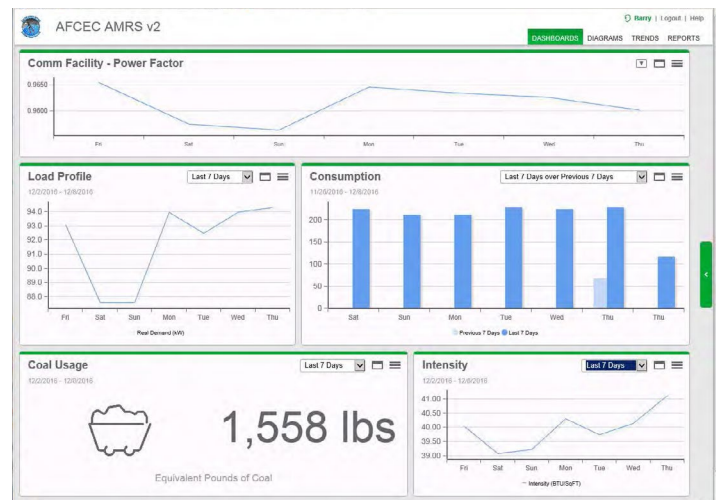 AFCEC AMRS v2
Barry | Logout | Help
DASHBOARDS DIAGRAMS TRENDS REPORTS
Comm Facility - Power Factor
0.9650
0.9600
Fri Sat Sun Mon Tue Wed Thu
Load Profile
Last 7 Days
12/2/2016 - 12/8/2016
94.0
93.0
92.0
91.0
90.0
89.0
88.0
Fri Sat Sun Mon Tue Wed Thu
Real Demand (kW)
Consumption
Last 7 Days over Previous 7 Days
11/26/2016 - 12/8/2016
200
150
100
50
0
Sat Sun Mon Tue Wed Thu Thu
Previous 7 Days Last 7 Days
Coal Usage
Last 7 Days
12/2/2016 - 12/8/2016
1,558 lbs
Equivalent Pounds of Coal
Intensity
Last 7 Days
12/2/2016 - 12/8/2016
41.00
40.50
40.00
39.50
39.00
Fri Sat Sun Mon Tue Wed Thu
Intensity (BTU/SqFT)